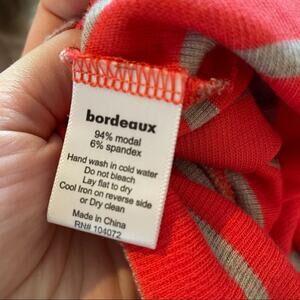 bordeaux
94% modal
6% spandex
Hand wash in cold water
Do not bleach
Lay flat to dry
Cool Iron on reverse side
or Dry clean
Made in China
RN# 104072